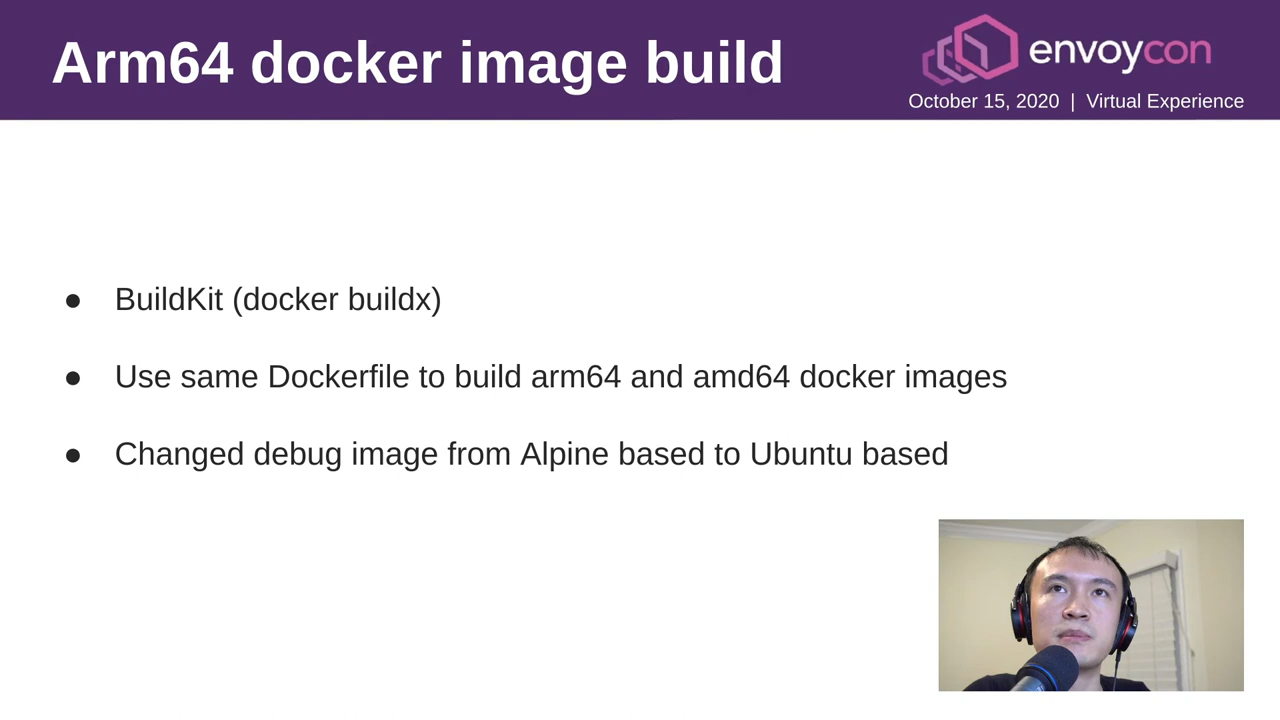 Arm64 docker image build
envoycon
October 15, 2020 | Virtual Experience
● BuildKit (docker buildx)
● Use same Dockerfile to build arm64 and amd64 docker images
● Changed debug image from Alpine based to Ubuntu based